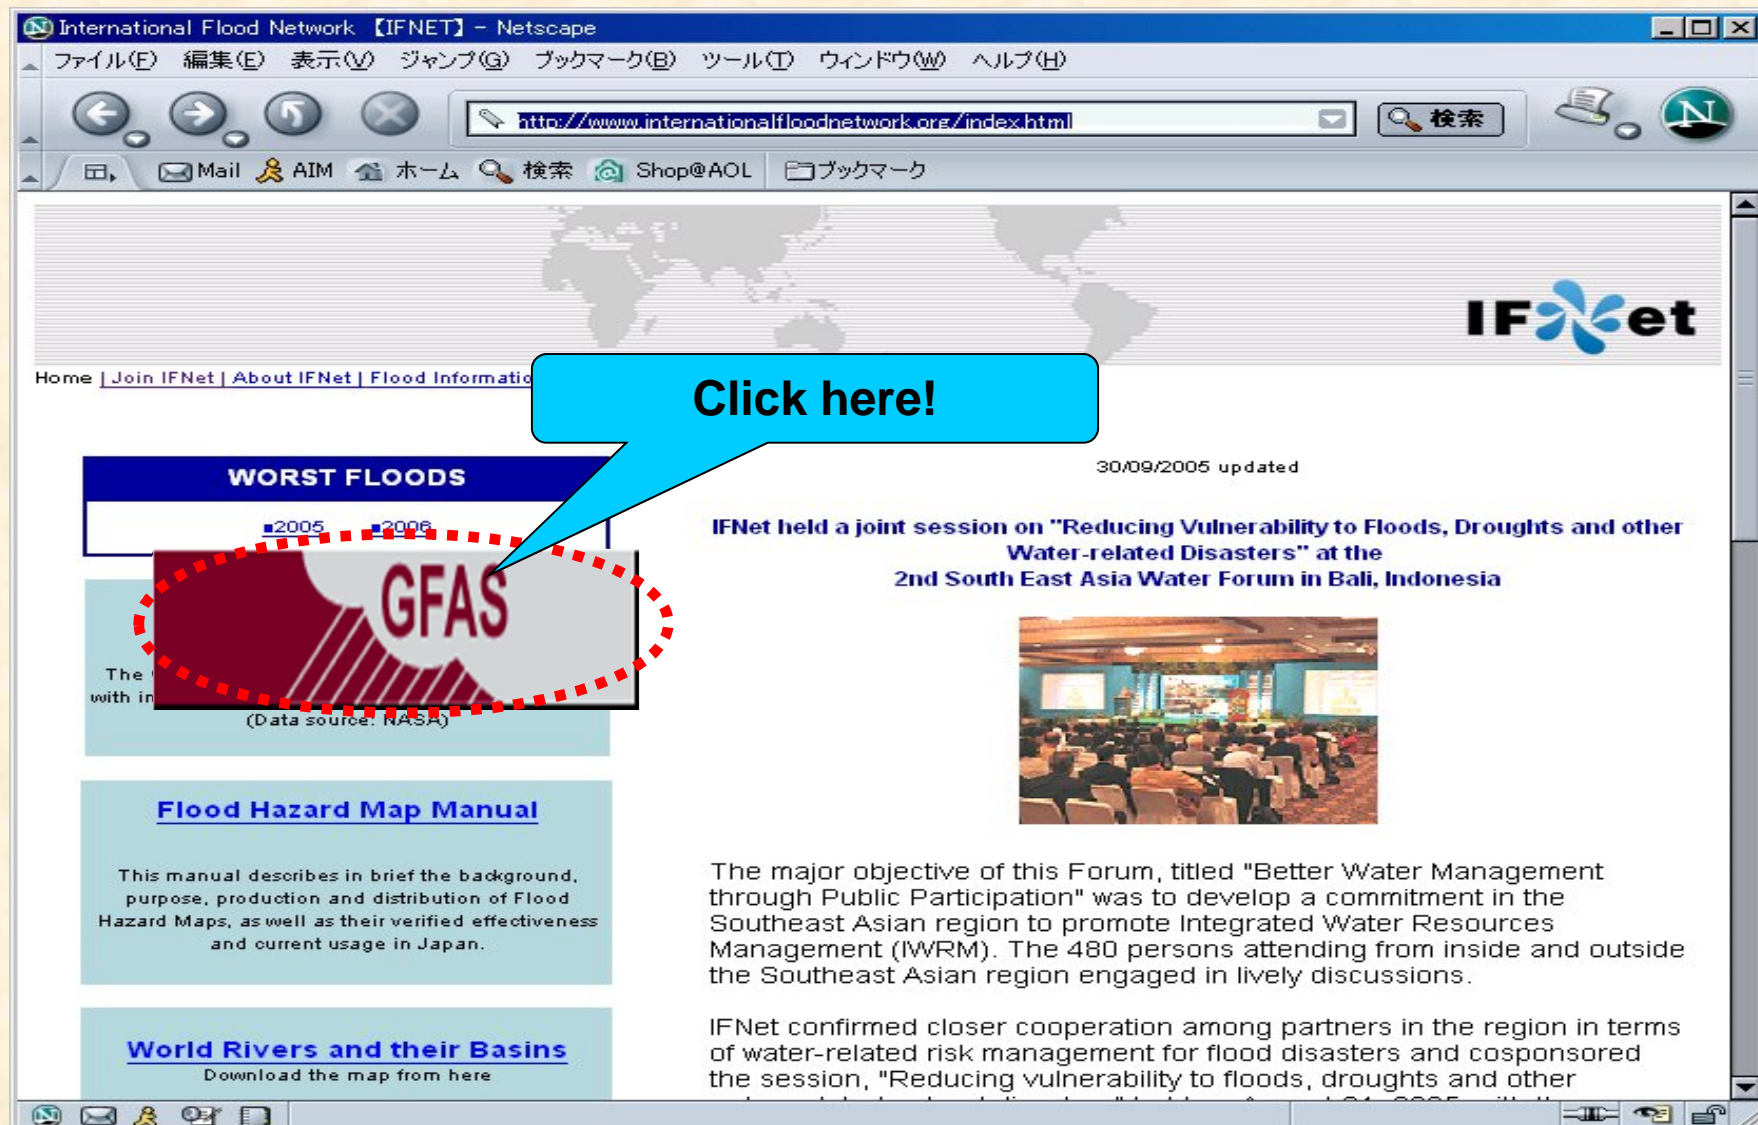 International Flood Network 【IFNET】 - Netscape
ファイル(F) 編集(E) 表示(V) ジャンプ(G) ブックマーク(B) ツール(T) ウィンドウ(W) ヘルプ(H)
http://www.internationalfloodnetwork.org/index.html
検索
Mail AIM ホーム 検索 Shop@AOL ブックマーク
IFNet
Home | Join IFNet | About IFNet | Flood Informatio
Click here!
WORST FLOODS
■2005 ■2006
GFAS
The
with in
(Data source: NASA)
Flood Hazard Map Manual
This manual describes in brief the background,
purpose, production and distribution of Flood
Hazard Maps, as well as their verified effectiveness
and current usage in Japan.
World Rivers and their Basins
Download the map from here
30/09/2005 updated
IFNet held a joint session on "Reducing Vulnerability to Floods, Droughts and other
Water-related Disasters" at the
2nd South East Asia Water Forum in Bali, Indonesia
The major objective of this Forum, titled "Better Water Management
through Public Participation" was to develop a commitment in the
Southeast Asian region to promote Integrated Water Resources
Management (IWRM). The 480 persons attending from inside and outside
the Southeast Asian region engaged in lively discussions.
IFNet confirmed closer cooperation among partners in the region in terms
of water-related risk management for flood disasters and cosponsored
the session, "Reducing vulnerability to floods, droughts and other